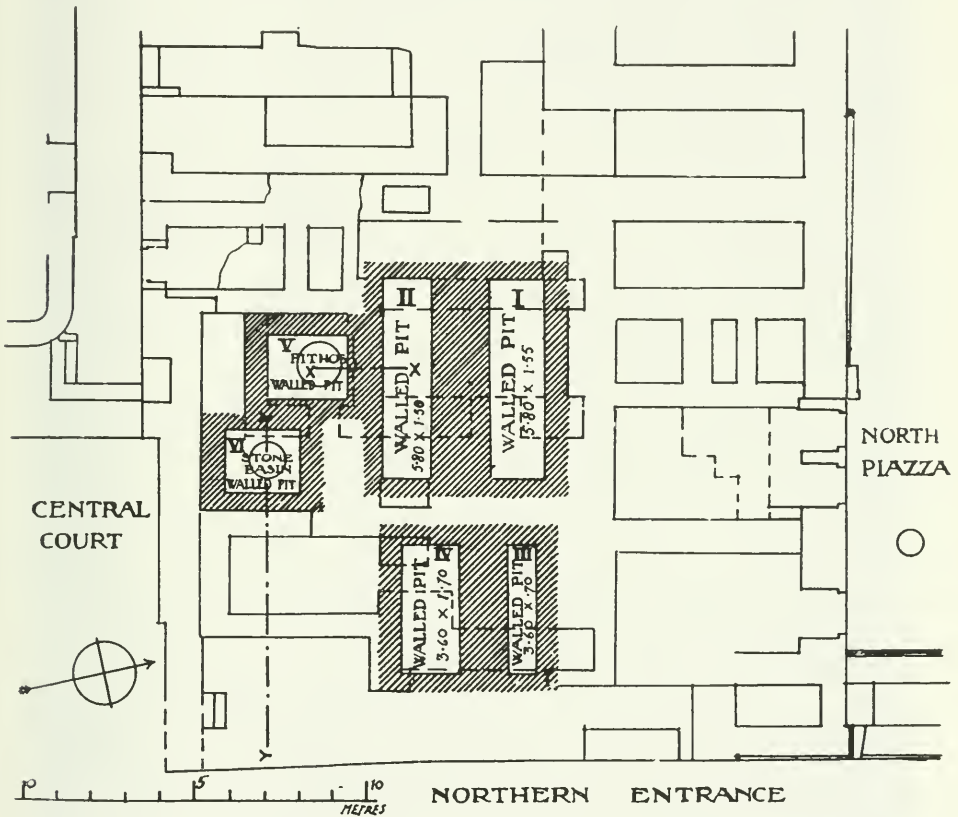 II
WALLED PIT
5.80 × 1.50
X
I
WALLED PIT
3.80 × 1.55
V
PITHOS
X
WALLED PIT
VI
STONE
BASIN
WALLED PIT
Y
CENTRAL
COURT
NORTH
PIAZZA
IV
WALLED PIT
3.60 × 1.70
III
WALLED PIT
3.60 × .70
Y
0
5
10
METRES
NORTHERN ENTRANCE